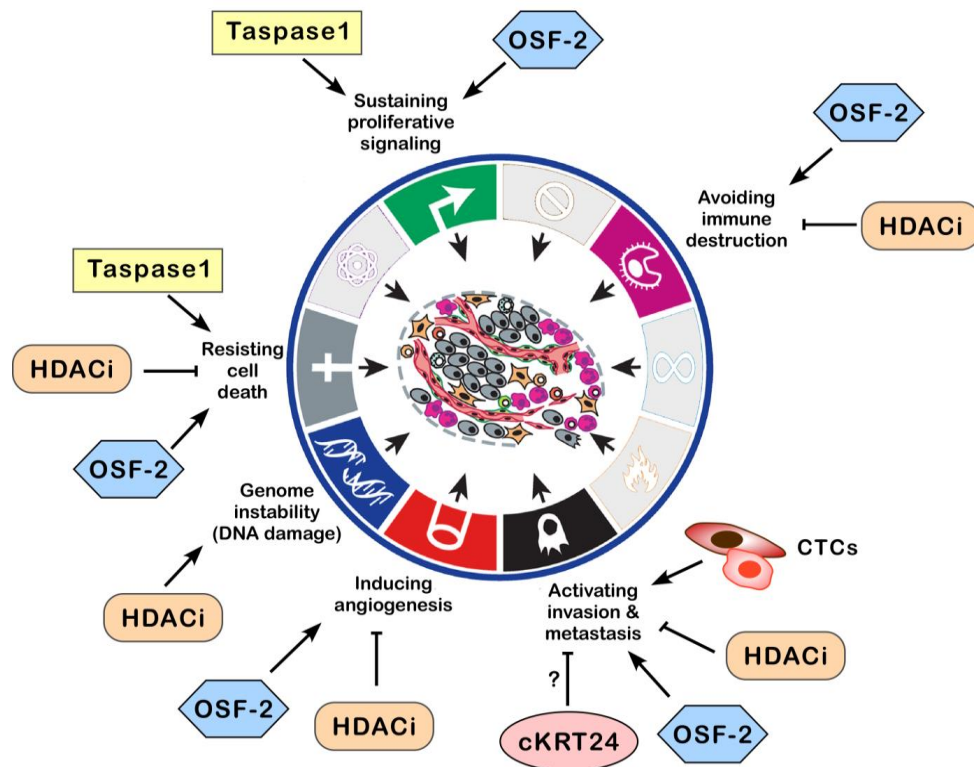 Taspase1
OSF-2
Sustaining
proliferative
signaling
OSF-2
Avoiding
immune
destruction
HDACi
Taspase1
HDACi
Resisting
cell
death
OSF-2
Genome
instability
(DNA damage)
HDACi
Inducing
angiogenesis
OSF-2
HDACi
CTCs
Activating
invasion &
metastasis
HDACi
?
cKRT24
OSF-2